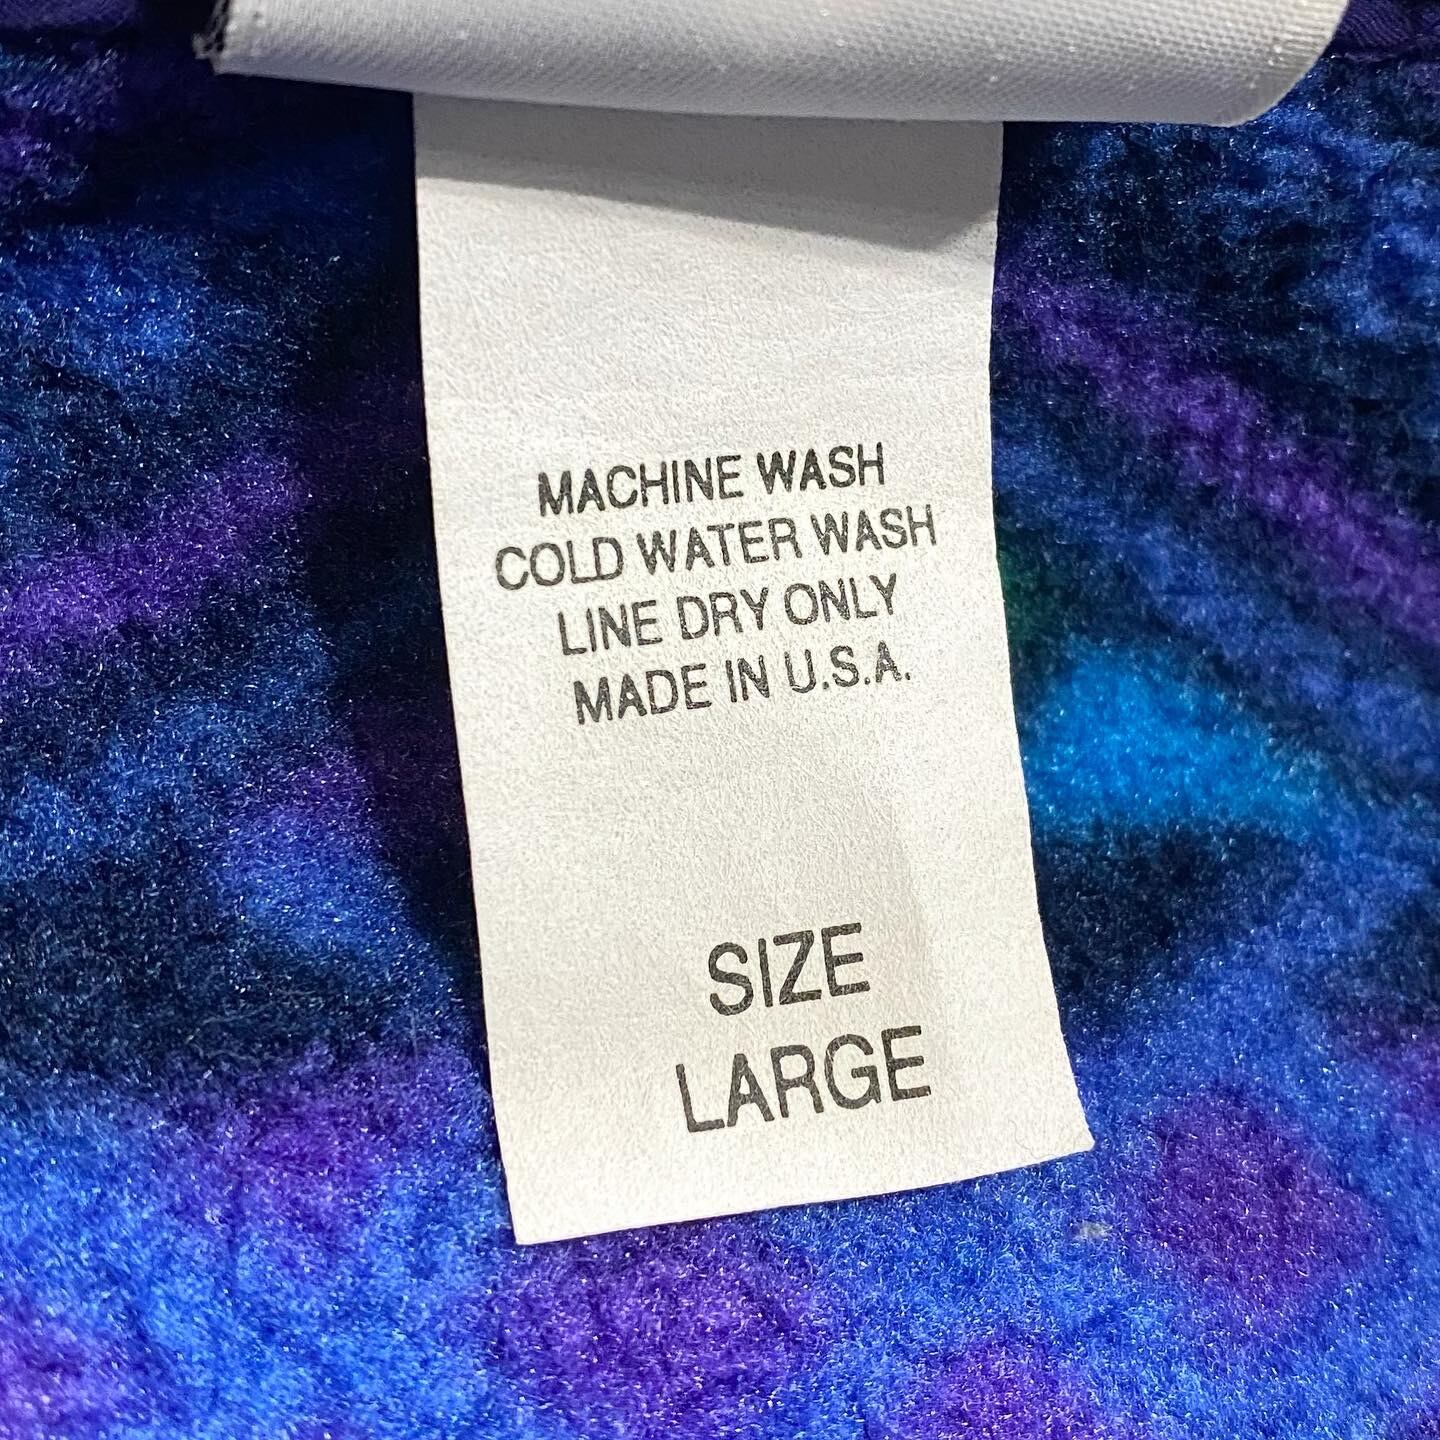 MACHINE WASH
COLD WATER WASH
LINE DRY ONLY
MADE IN U.S.A.
SIZE
LARGE